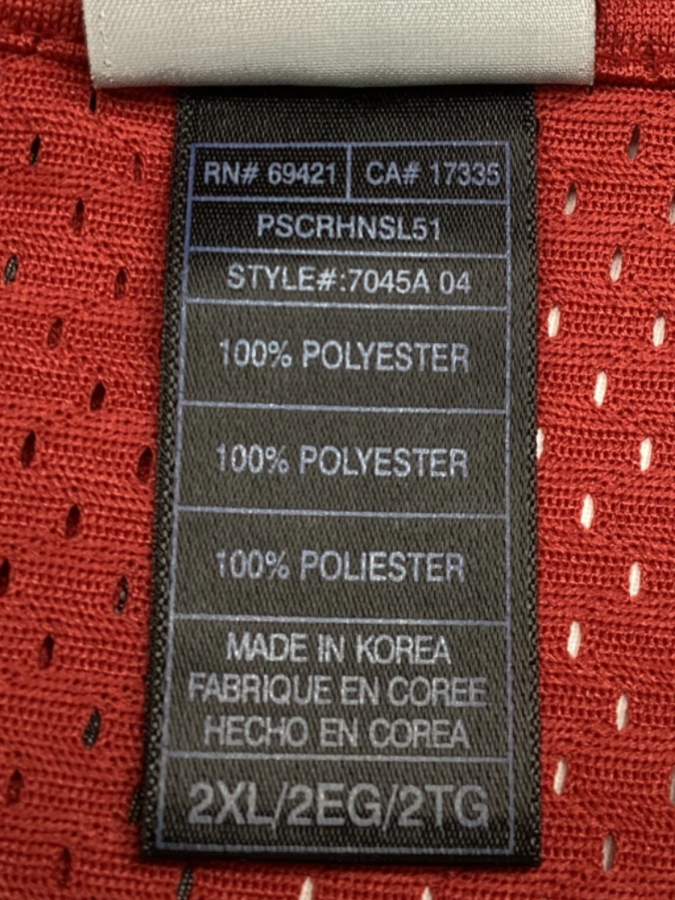 RN# 69421 CA# 17335
PSCRHNSL51
STYLE#:7045A 04
100% POLYESTER
100% POLYESTER
100% POLIESTER
MADE IN KOREA
FABRIQUE EN COREE
HECHO EN COREA
2XL/2EG/2TG